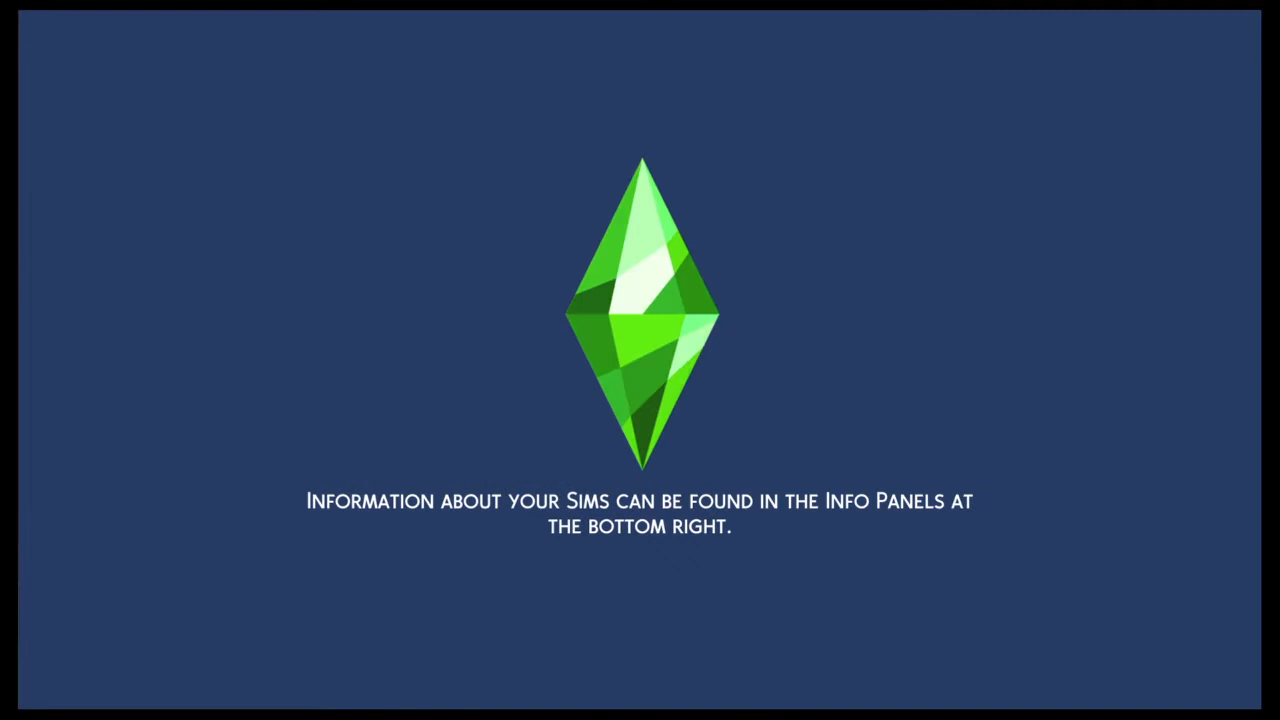 Information about your Sims can be found in the Info Panels at
the bottom right.